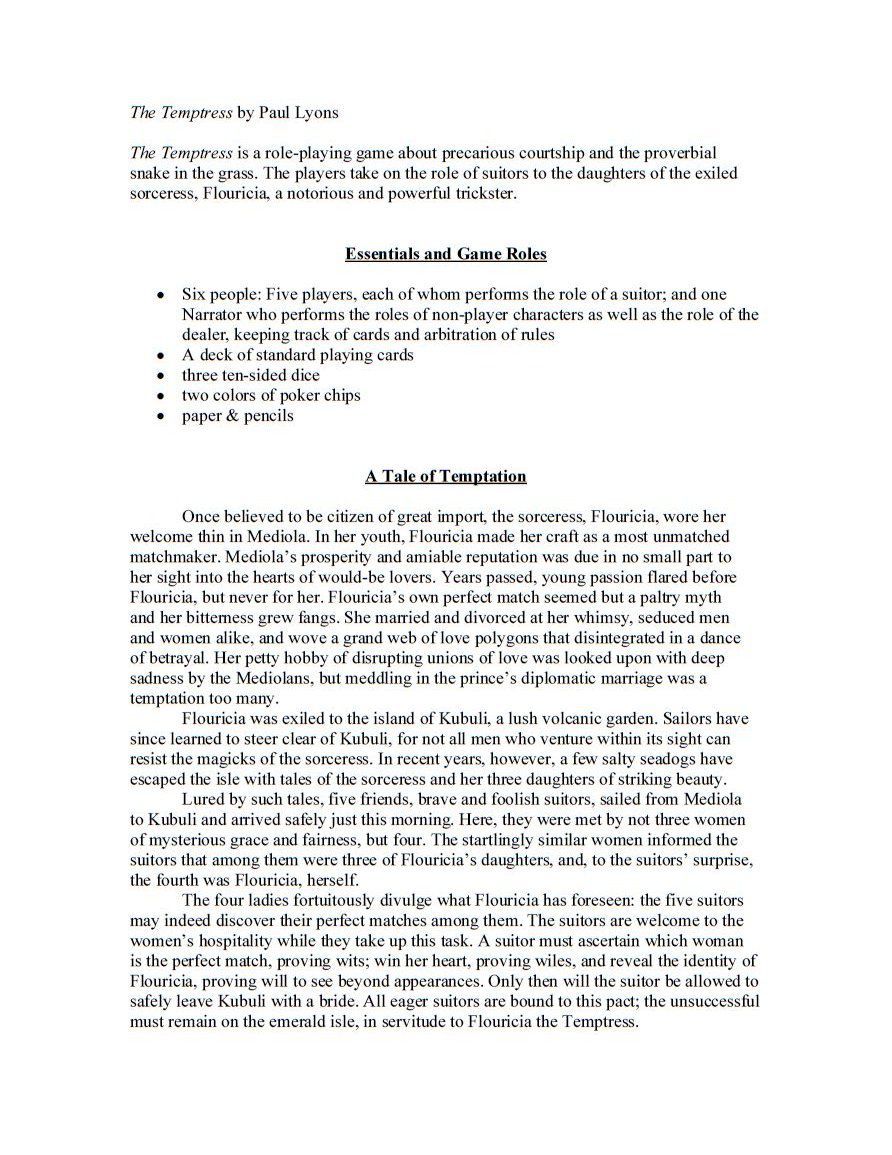 The Temptress by Paul Lyons
The Temptress is a role-playing game about precarious courtship and the proverbial
snake in the grass. The players take on the role of suitors to the daughters of the exiled
sorceress, Flouricia, a notorious and powerful trickster.
Essentials and Game Roles
• Six people: Five players, each of whom performs the role of a suitor; and one
Narrator who performs the roles of non-player characters as well as the role of the
dealer, keeping track of cards and arbitration of rules
• A deck of standard playing cards
• three ten-sided dice
• two colors of poker chips
• paper & pencils
A Tale of Temptation
Once believed to be citizen of great import, the sorceress, Flouricia, wore her
welcome thin in Mediola. In her youth, Flouricia made her craft as a most unmatched
matchmaker. Mediola's prosperity and amiable reputation was due in no small part to
her sight into the hearts of would-be lovers. Years passed, young passion flared before
Flouricia, but never for her. Flouricia's own perfect match seemed but a paltry myth
and her bitterness grew fangs. She married and divorced at her whimsy, seduced men
and women alike, and wove a grand web of love polygons that disintegrated in a dance
of betrayal. Her petty hobby of disrupting unions of love was looked upon with deep
sadness by the Mediolans, but meddling in the prince's diplomatic marriage was a
temptation too many.
Flouricia was exiled to the island of Kubuli, a lush volcanic garden. Sailors have
since learned to steer clear of Kubuli, for not all men who venture within its sight can
resist the magicks of the sorceress. In recent years, however, a few salty seadogs have
escaped the isle with tales of the sorceress and her three daughters of striking beauty.
Lured by such tales, five friends, brave and foolish suitors, sailed from Mediola
to Kubuli and arrived safely just this morning. Here, they were met by not three women
of mysterious grace and fairness, but four. The startlingly similar women informed the
suitors that among them were three of Flouricia's daughters, and, to the suitors' surprise,
the fourth was Flouricia, herself.
The four ladies fortuitously divulge what Flouricia has foreseen: the five suitors
may indeed discover their perfect matches among them. The suitors are welcome to the
women's hospitality while they take up this task. A suitor must ascertain which woman
is the perfect match, proving wits; win her heart, proving wiles, and reveal the identity of
Flouricia, proving will to see beyond appearances. Only then will the suitor be allowed to
safely leave Kubuli with a bride. All eager suitors are bound to this pact; the unsuccessful
must remain on the emerald isle, in servitude to Flouricia the Temptress.